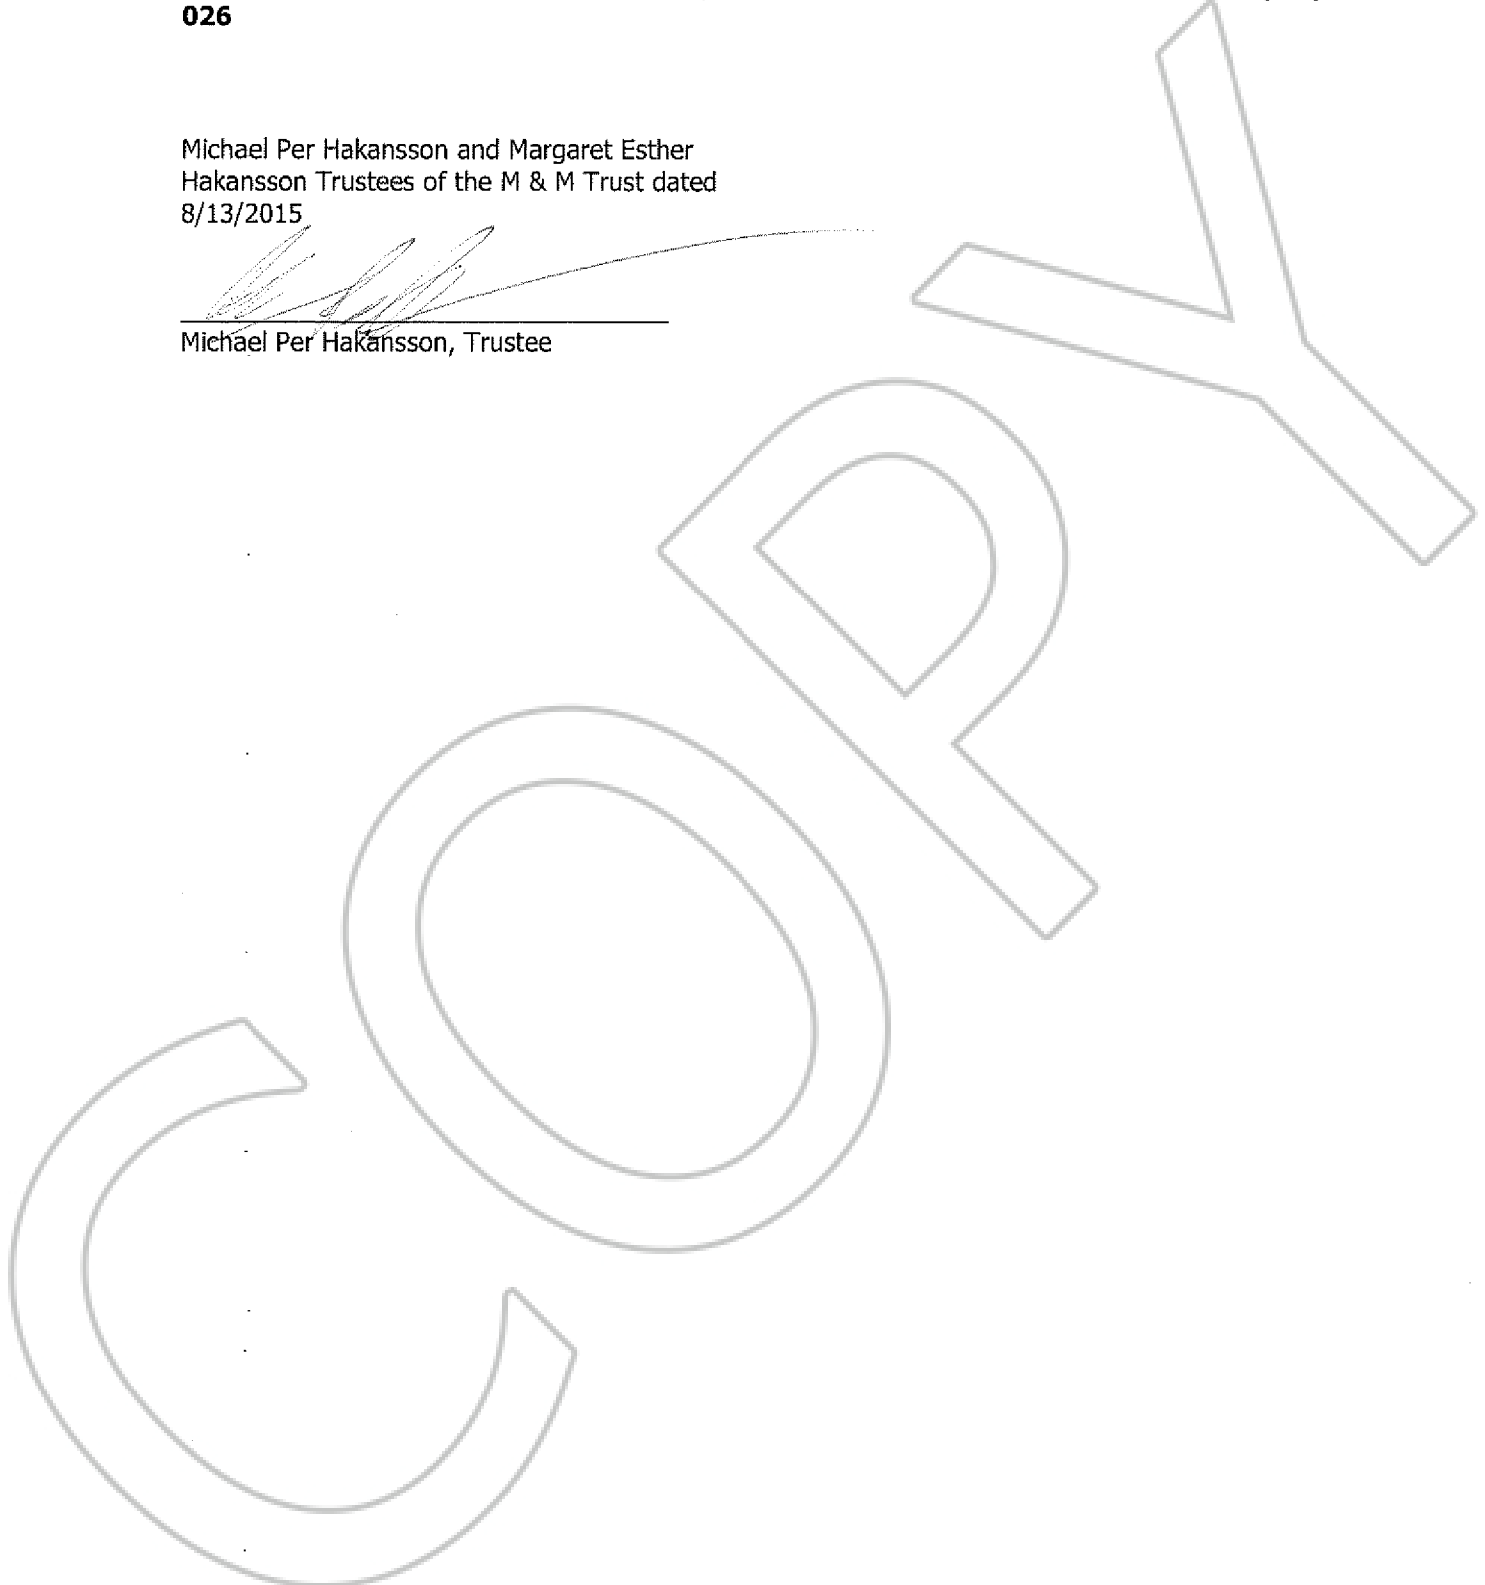 026
Michael Per Hakansson and Margaret Esther
Hakansson Trustees of the M & M Trust dated
8/13/2015
Michael Per Hakansson, Trustee
COPY